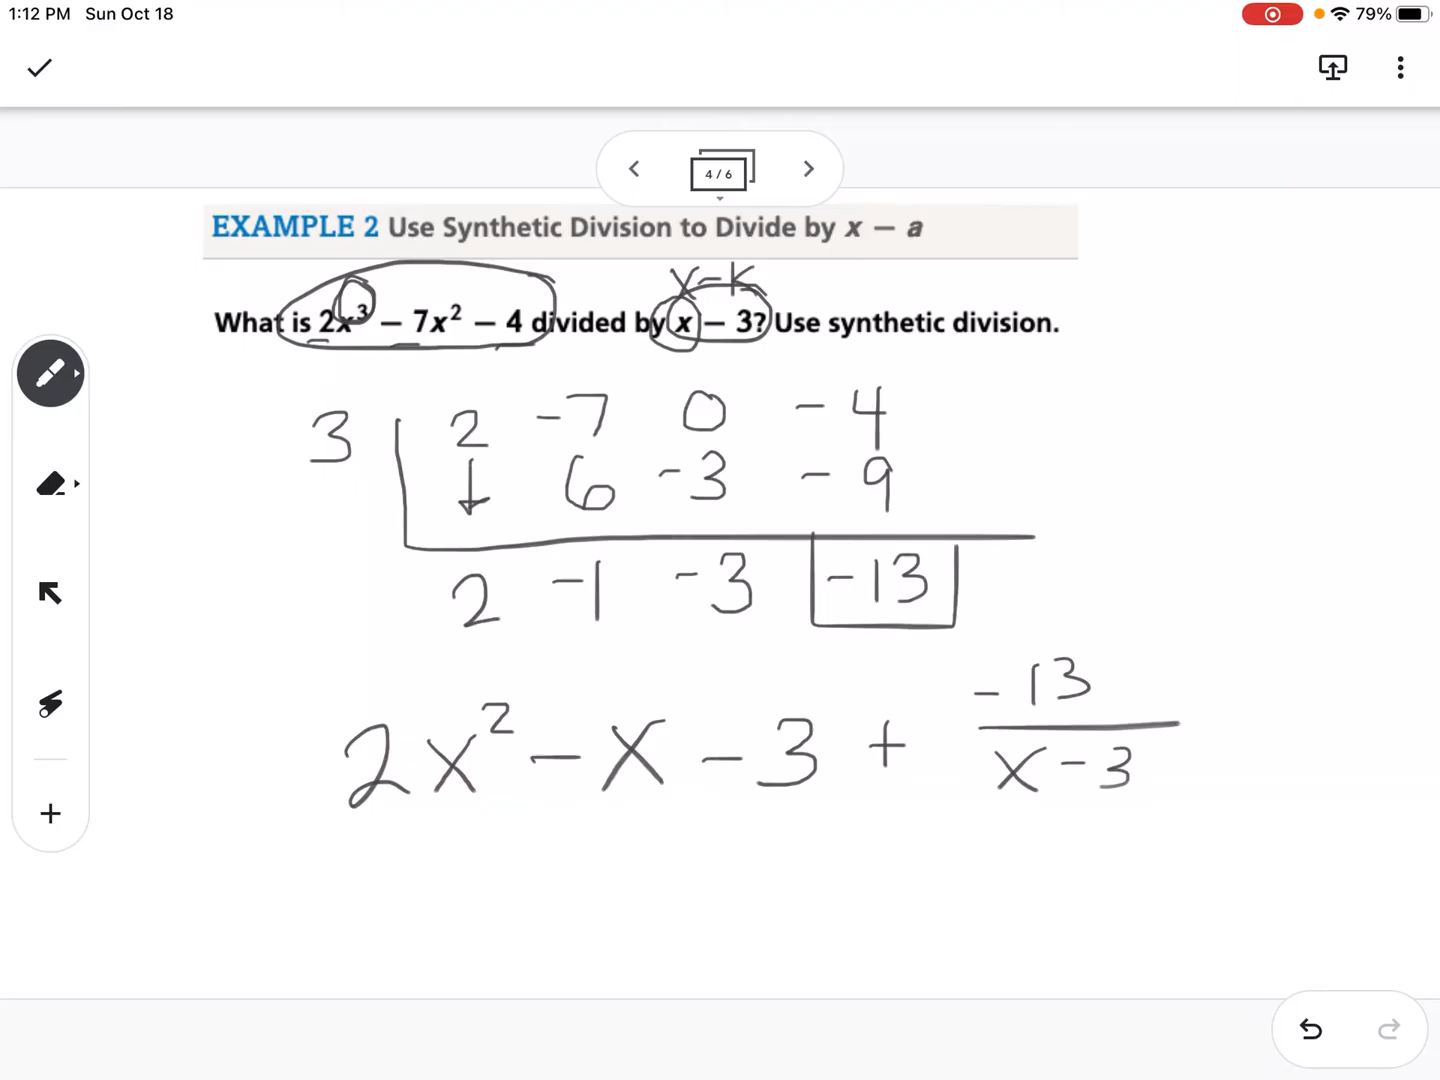 1:12 PM Sun Oct 18 79%
4 / 6
EXAMPLE 2 Use Synthetic Division to Divide by x — a
x - k
What is 2x³ – 7x² – 4 divided by x – 3? Use synthetic division.
3 2 -7 0 -4
6 -3 -9
2 -1 -3 -13
2x² - x - 3 + -13
x - 3